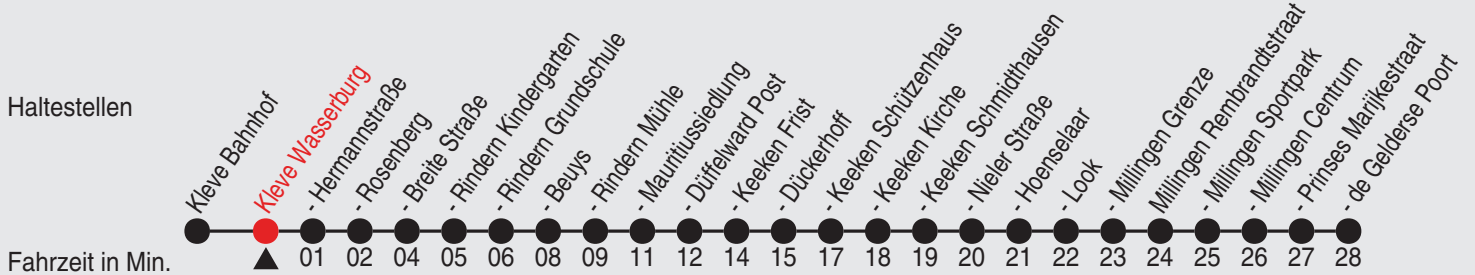 Haltestellen
Kleve Bahnhof
Kleve Wasserburg
- Hermannstraße
- Rosenberg
- Breite Straße
- Rindern Kindergarten
- Rindern Grundschule
- Beuys
- Rindern Mühle
- Mauritiussiedlung
- Düffelward Post
- Keeken Frist
- Dückerhoff
- Keeken Schützenhaus
- Keeken Kirche
- Keeken Schmidthausen
- Nieler Straße
- Hoenselaar
- Look
- Millingen Grenze
Millingen Rembrandtstraat
- Millingen Sportpark
- Millingen Centrum
- Prinses Marijkestraat
- de Gelderse Poort
Fahrzeit in Min. ▲ 01 02 04 05 06 08 09 11 12 14 15 17 18 19 20 21 22 23 24 25 26 27 28